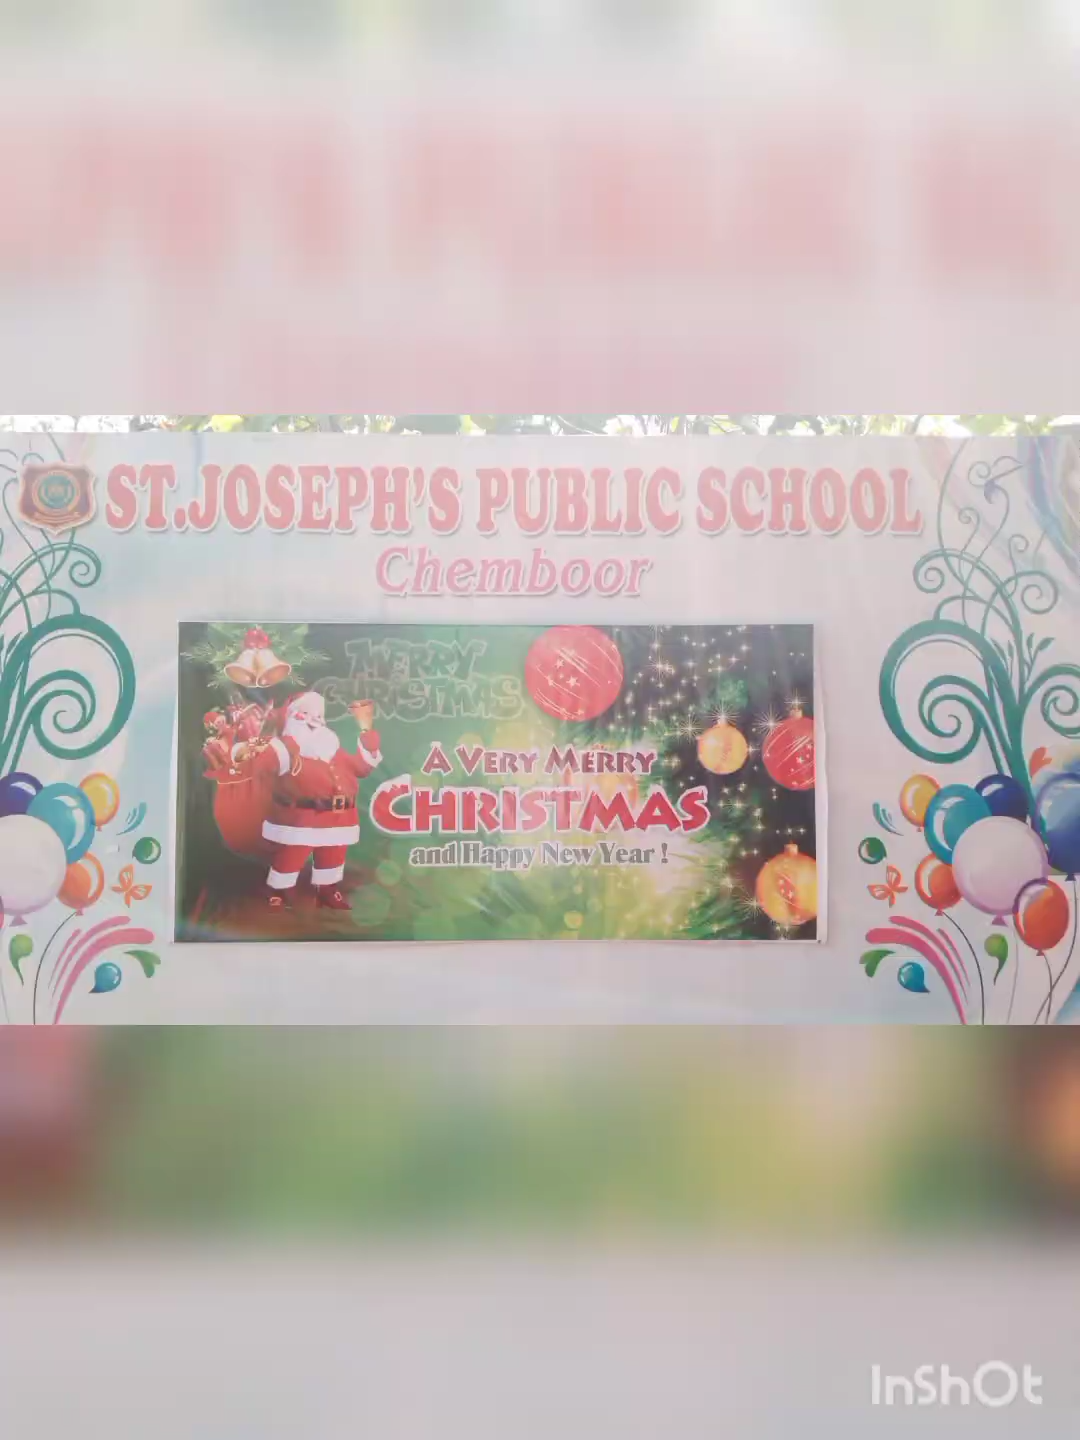 ST.JOSEPH'S PUBLIC SCHOOL
Chemboor
MERRY
CHRISTMAS
A VERY MERRY
CHRISTMAS
and Happy New Year !
InShOt